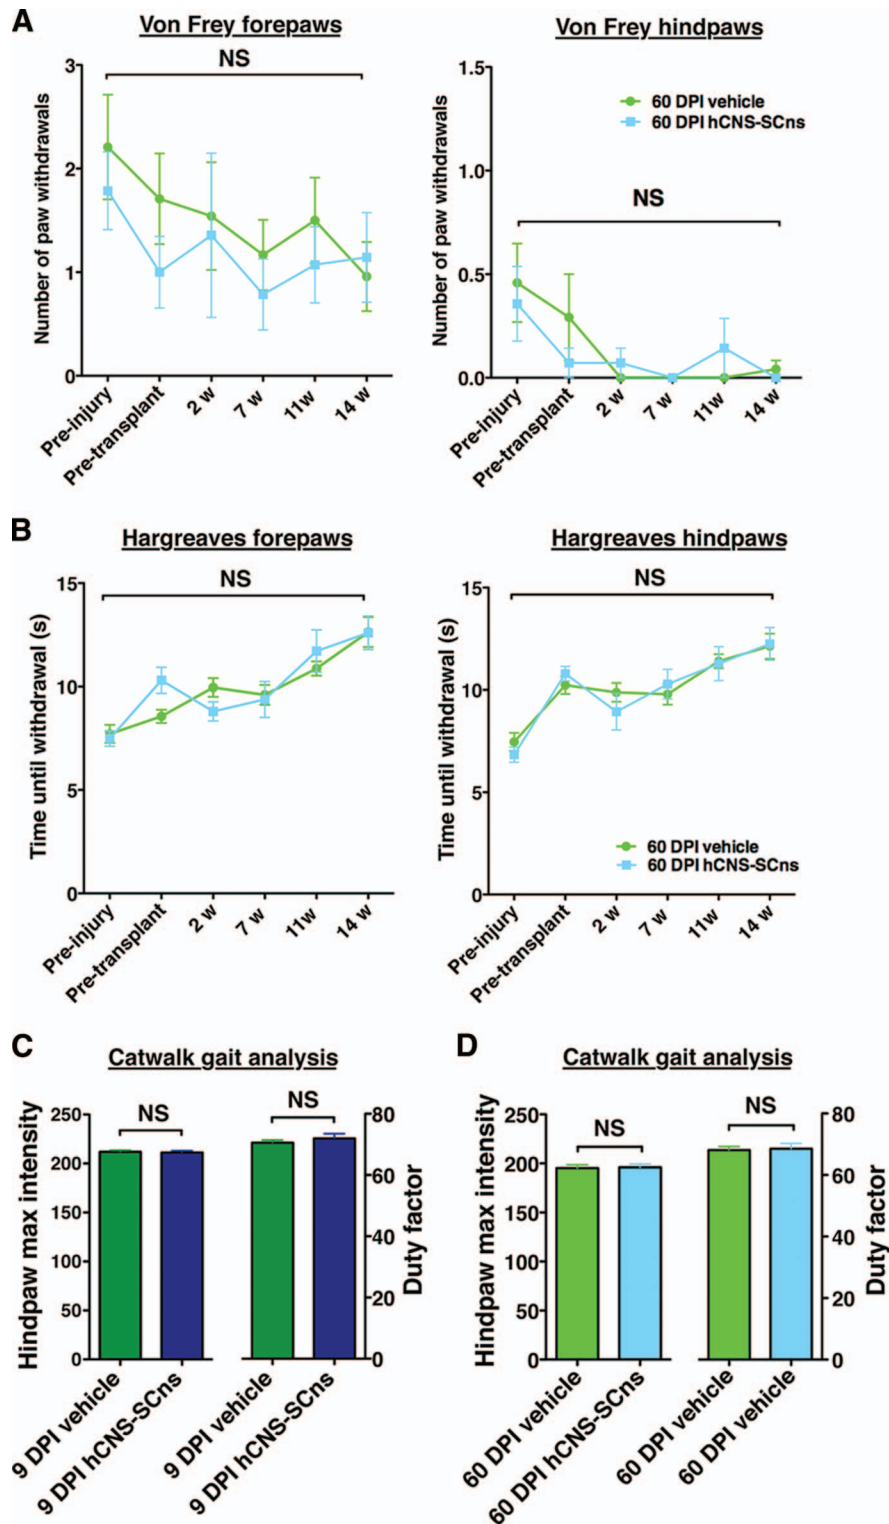 A
Von Frey forepaws
Von Frey hindpaws
NS
3
2
1
0
Number of paw withdrawals
Pre-injury
Pre-transplant
2 w
7 w
11w
14 w
1.5
1.0
0.5
0.0
Number of paw withdrawals
60 DPI vehicle
60 DPI hCNS-SCns
NS
Pre-injury
Pre-transplant
2 w
7 w
11w
14 w
B
Hargreaves forepaws
Hargreaves hindpaws
NS
15
10
5
0
Time until withdrawal (s)
Pre-injury
Pre-transplant
2 w
7 w
11w
14 w
NS
15
10
5
0
Time until withdrawal (s)
60 DPI vehicle
60 DPI hCNS-SCns
Pre-injury
Pre-transplant
2 w
7 w
11w
14 w
C
Catwalk gait analysis
Hindpaw max intensity
250
200
150
100
50
0
NS
NS
80
60
40
20
0
Duty factor
9 DPI vehicle
9 DPI hCNS-SCns
9 DPI vehicle
9 DPI hCNS-SCns
D
Catwalk gait analysis
Hindpaw max intensity
250
200
150
100
50
0
NS
NS
80
60
40
20
0
Duty factor
60 DPI vehicle
60 DPI hCNS-SCns
60 DPI vehicle
60 DPI vehicle